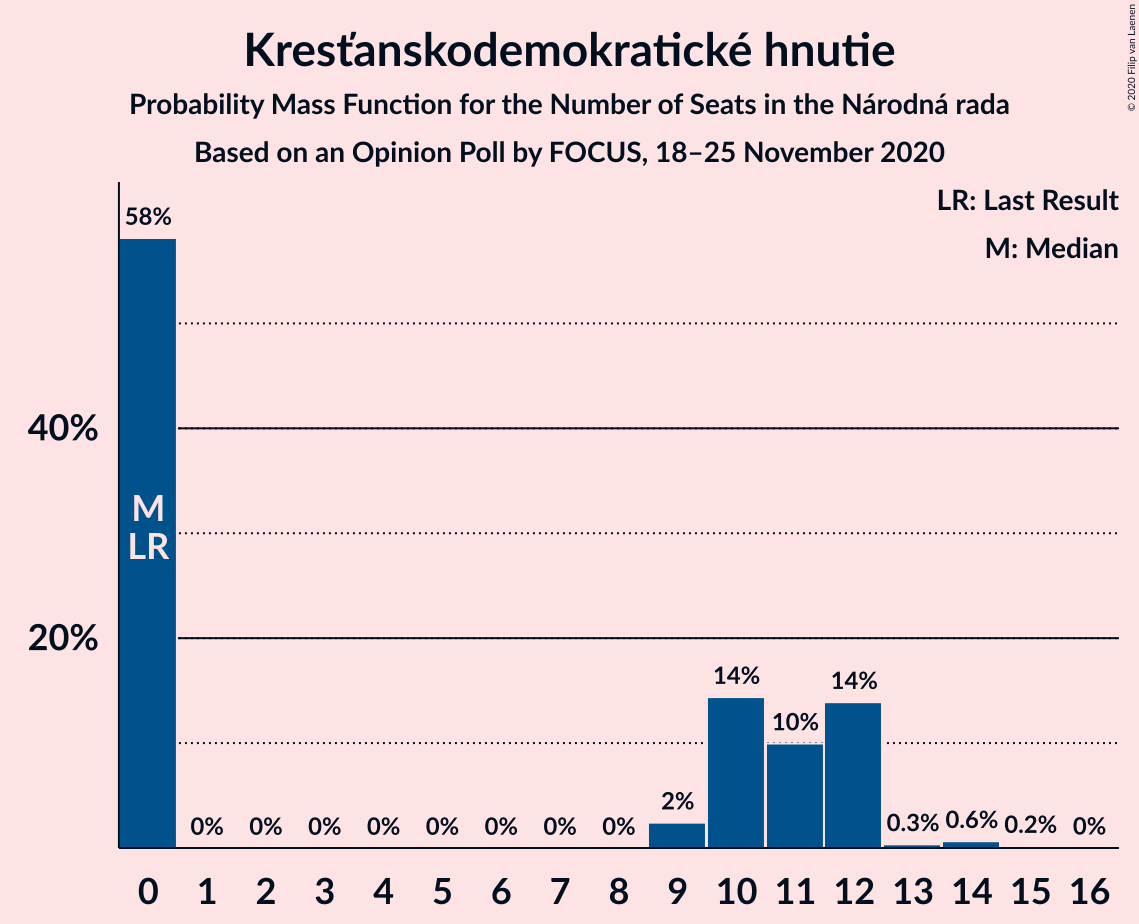 Kresťanskodemokratické hnutie
Probability Mass Function for the Number of Seats in the Národná rada
Based on an Opinion Poll by FOCUS, 18–25 November 2020
© 2020 Filip van Laenen
LR: Last Result
M: Median
58%
40%
M
LR
20%
0% 0% 0% 0% 0% 0% 0% 0% 2% 14% 10% 14% 0.3% 0.6% 0.2% 0%
0 1 2 3 4 5 6 7 8 9 10 11 12 13 14 15 16